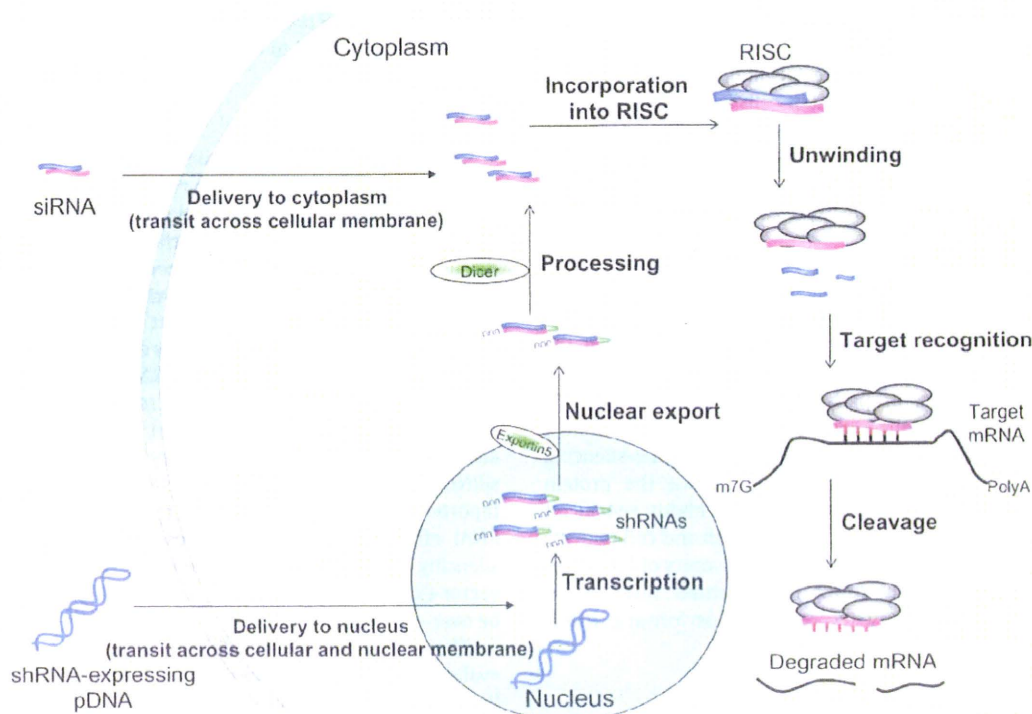 Cytoplasm
RISC
Incorporation
into RISC
Unwinding
siRNA
Delivery to cytoplasm
(transit across cellular membrane)
Dicer
Processing
Target recognition
Nuclear export
Target
mRNA
Exportin5
m7G
PolyA
shRNAs
Cleavage
Transcription
Delivery to nucleus
(transit across cellular and nuclear membrane)
shRNA-expressing
pDNA
Nucleus
Degraded mRNA